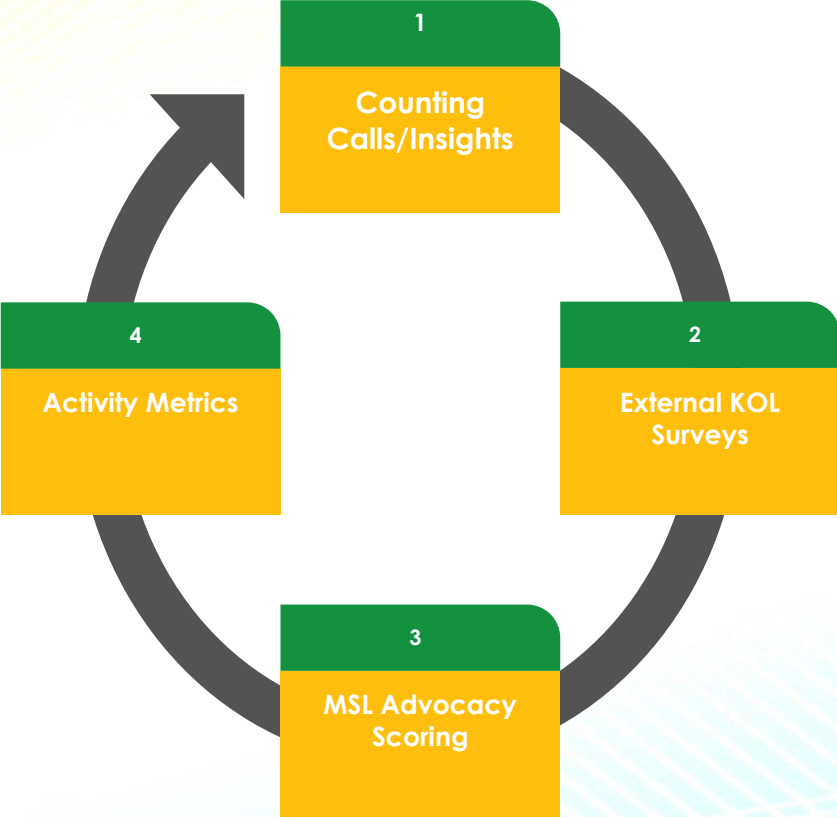 1
Counting
Calls/Insights
2
External KOL
Surveys
3
MSL Advocacy
Scoring
4
Activity Metrics